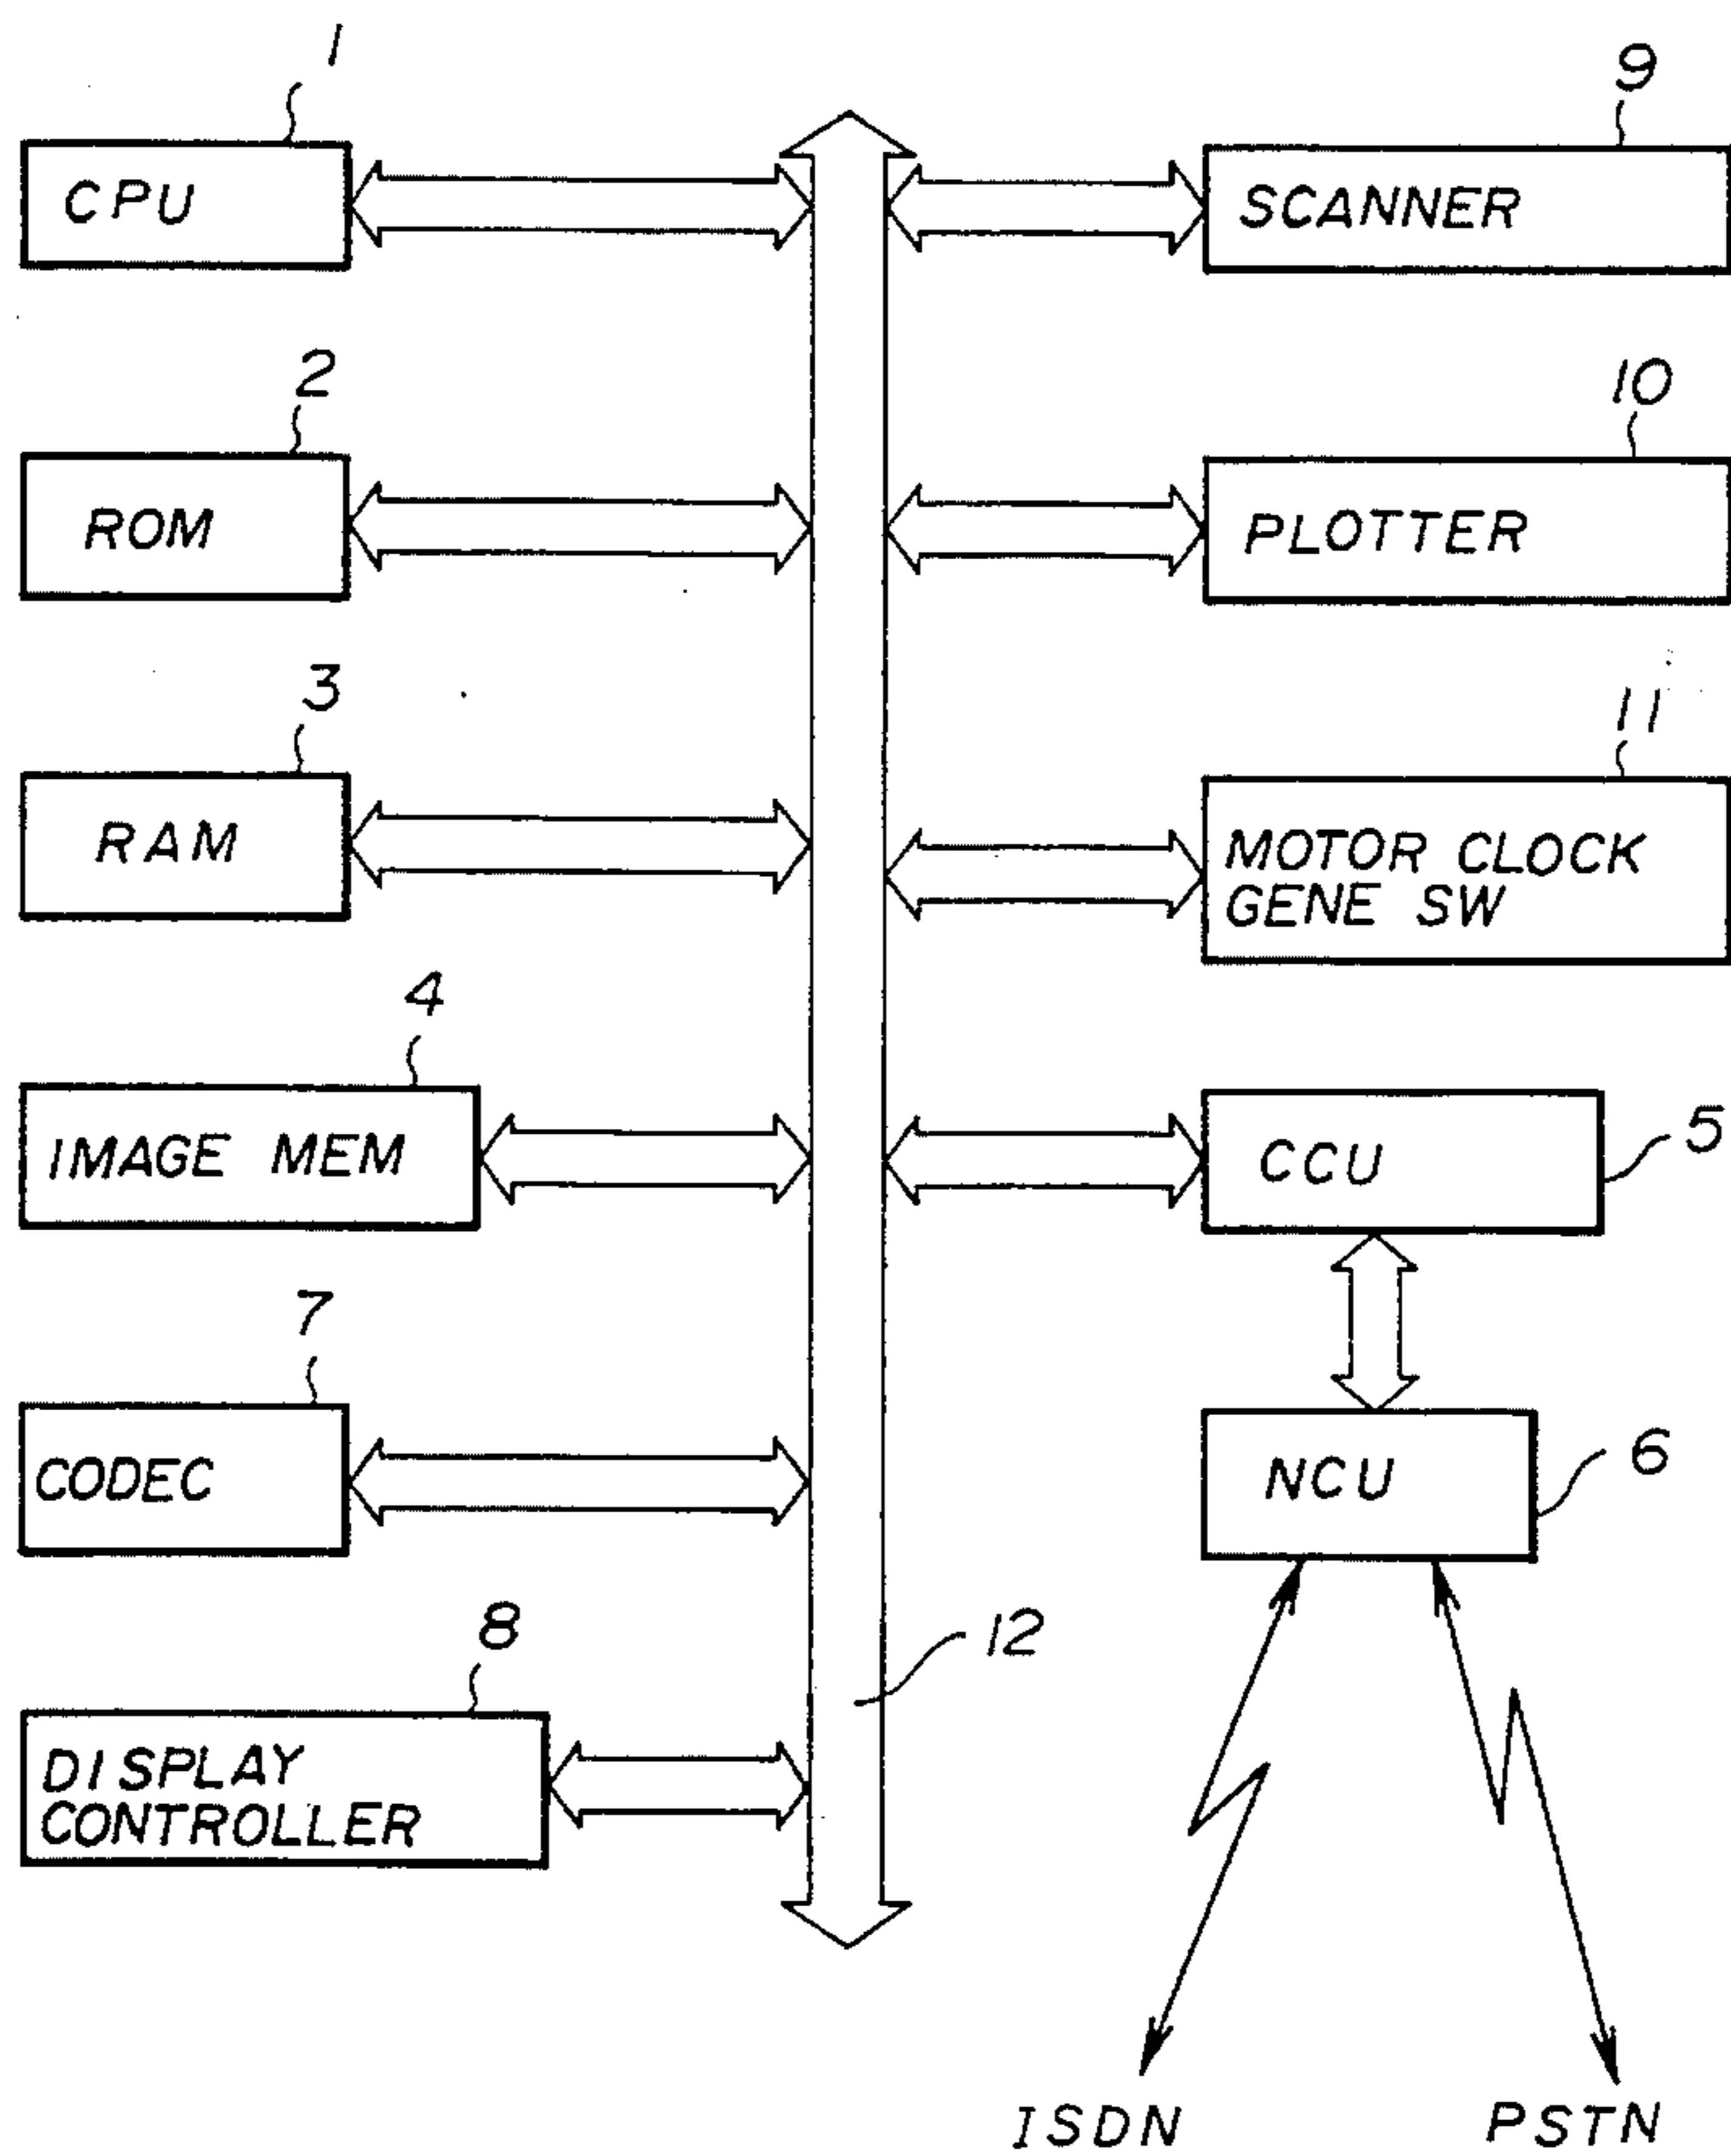 1
CPU
2
ROM
3
RAM
4
IMAGE MEM
7
CODEC
8
DISPLAY
CONTROLLER
12
9
SCANNER
10
PLOTTER
11
MOTOR CLOCK
GENE SW
CCU
5
NCU
6
ISDN
PSTN